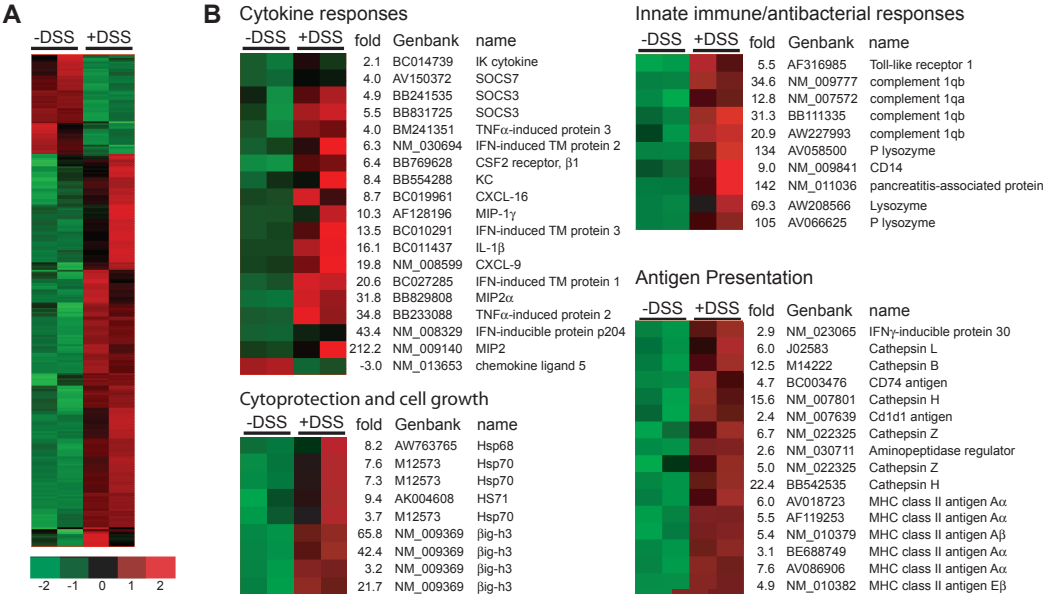 A
-DSS +DSS
-2 -1 0 1 2
B
Cytokine responses
-DSS +DSS fold Genbank name
2.1 BC014739 IK cytokine
4.0 AV150372 SOCS7
4.9 BB241535 SOCS3
5.5 BB831725 SOCS3
4.0 BM241351 TNFα-induced protein 3
6.3 NM_030694 IFN-induced TM protein 2
6.4 BB769628 CSF2 receptor, β1
8.4 BB554288 KC
8.7 BC019961 CXCL-16
10.3 AF128196 MIP-1γ
13.5 BC010291 IFN-induced TM protein 3
16.1 BC011437 IL-1β
19.8 NM_008599 CXCL-9
20.6 BC027285 IFN-induced TM protein 1
31.8 BB829808 MIP2α
34.8 BB233088 TNFα-induced protein 2
43.4 NM_008329 IFN-inducible protein p204
212.2 NM_009140 MIP2
-3.0 NM_013653 chemokine ligand 5
Cytoprotection and cell growth
-DSS +DSS fold Genbank name
8.2 AW763765 Hsp68
7.6 M12573 Hsp70
7.3 M12573 Hsp70
9.4 AK004608 HS71
3.7 M12573 Hsp70
65.8 NM_009369 βig-h3
42.4 NM_009369 βig-h3
3.2 NM_009369 βig-h3
21.7 NM_009369 βig-h3
Innate immune/antibacterial responses
-DSS +DSS fold Genbank name
5.5 AF316985 Toll-like receptor 1
34.6 NM_009777 complement 1qb
12.8 NM_007572 complement 1qa
31.3 BB111335 complement 1qb
20.9 AW227993 complement 1qb
134 AV058500 P lysozyme
9.0 NM_009841 CD14
142 NM_011036 pancreatitis-associated protein
69.3 AW208566 Lysozyme
105 AV066625 P lysozyme
Antigen Presentation
-DSS +DSS fold Genbank name
2.9 NM_023065 IFNγ-inducible protein 30
6.0 J02583 Cathepsin L
12.5 M14222 Cathepsin B
4.7 BC003476 CD74 antigen
15.6 NM_007801 Cathepsin H
2.4 NM_007639 Cd1d1 antigen
6.7 NM_022325 Cathepsin Z
2.6 NM_030711 Aminopeptidase regulator
5.0 NM_022325 Cathepsin Z
22.4 BB542535 Cathepsin H
6.0 AV018723 MHC class II antigen Aα
5.5 AF119253 MHC class II antigen Aα
5.4 NM_010379 MHC class II antigen Aβ
3.1 BE688749 MHC class II antigen Aα
7.6 AV086906 MHC class II antigen Aα
4.9 NM_010382 MHC class II antigen Eβ